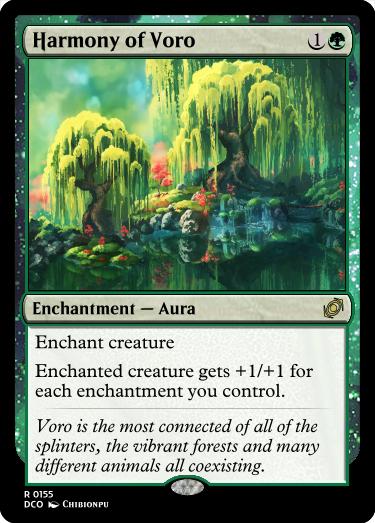 Harmony of Voro 1
Enchantment — Aura
Enchant creature
Enchanted creature gets +1/+1 for
each enchantment you control.
Voro is the most connected of all of the
splinters, the vibrant forests and many
different animals all coexisting.
R 0155
DCO Chibionpu